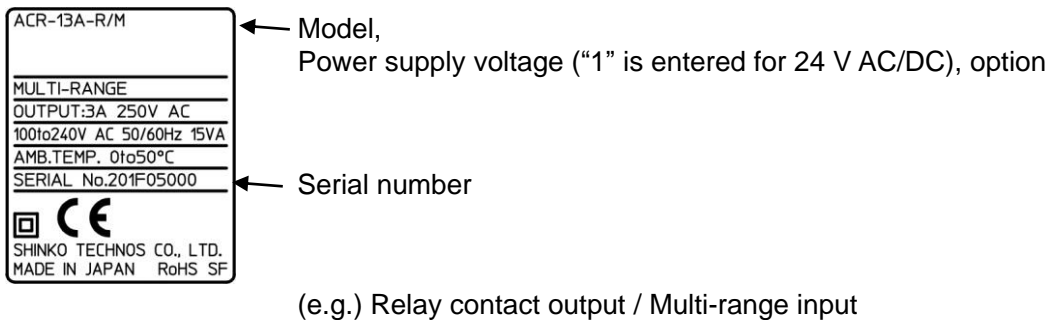 ACR-13A-R/M
Model,
Power supply voltage (“1” is entered for 24 V AC/DC), option
MULTI-RANGE
OUTPUT:3A 250V AC
100to240V AC 50/60Hz 15VA
AMB.TEMP. 0to50°C
SERIAL No.201F05000
Serial number
CE
SHINKO TECHNOS CO., LTD.
MADE IN JAPAN RoHS SF
(e.g.) Relay contact output / Multi-range input